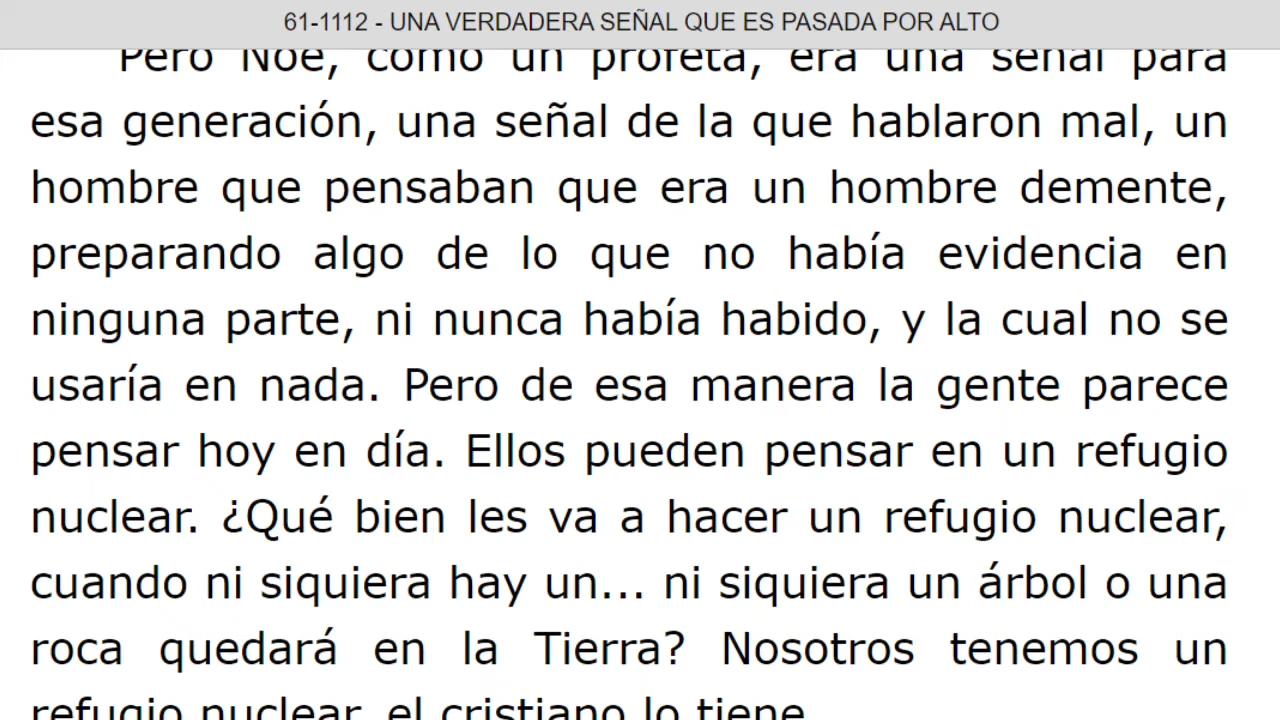 61-1112 - UNA VERDADERA SEÑAL QUE ES PASADA POR ALTO
Pero Noé, como un profeta, era una señal para
esa generación, una señal de la que hablaron mal, un
hombre que pensaban que era un hombre demente,
preparando algo de lo que no había evidencia en
ninguna parte, ni nunca había habido, y la cual no se
usaría en nada. Pero de esa manera la gente parece
pensar hoy en día. Ellos pueden pensar en un refugio
nuclear. ¿Qué bien les va a hacer un refugio nuclear,
cuando ni siquiera hay un... ni siquiera un árbol o una
roca quedará en la Tierra? Nosotros tenemos un
refugio nuclear, el cristiano lo tiene.